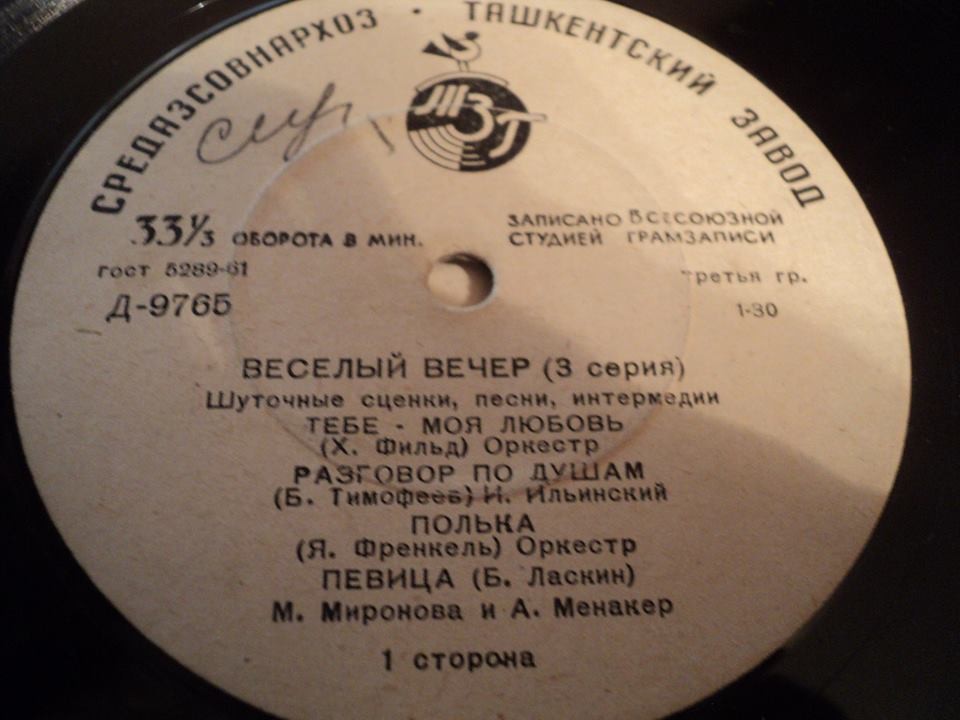 СРЕДАЗСОВНАРХОЗ · ТАШКЕНТСКИЙ ЗАВОД
ТЗГ
33⅓ ОБОРОТА В МИН.
ЗАПИСАНО ВСЕСОЮЗНОЙ
СТУДИЕЙ ГРАМЗАПИСИ
ГОСТ 5289-61
третья гр.
Д-9765
1-30
ВЕСЕЛЫЙ ВЕЧЕР (3 серия)
Шуточные сценки, песни, интермедии
ТЕБЕ - МОЯ ЛЮБОВЬ
(Х. Фильд) Оркестр
РАЗГОВОР ПО ДУШАМ
(Б. Тимофеев) И. Ильинский
ПОЛЬКА
(Я. Френкель) Оркестр
ПЕВИЦА (Б. Ласкин)
М. Миронова и А. Менакер
1 сторона